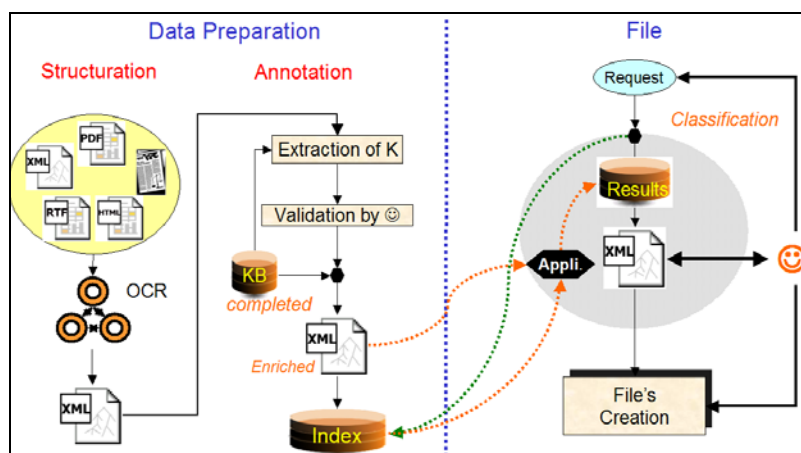 Data Preparation
File
Structuration
Annotation
Request
Classification
PDF
XML
RTF
HTML
Extraction of K
Results
Validation by ☺
OCR
KB
completed
Appli.
XML
XML
Enriched
XML
Index
File's
Creation